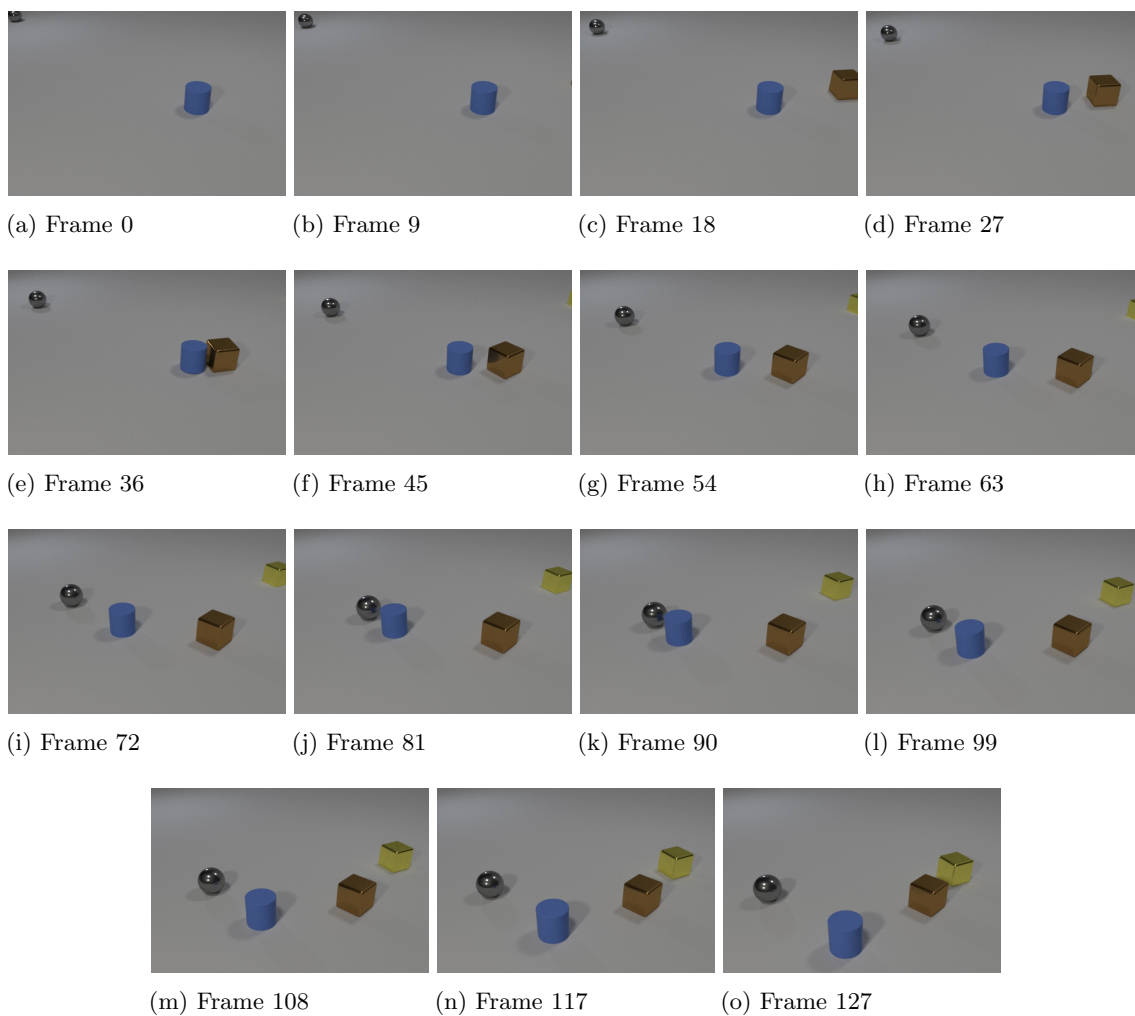 (a) Frame 0
(b) Frame 9
(c) Frame 18
(d) Frame 27
(e) Frame 36
(f) Frame 45
(g) Frame 54
(h) Frame 63
(i) Frame 72
(j) Frame 81
(k) Frame 90
(l) Frame 99
(m) Frame 108
(n) Frame 117
(o) Frame 127